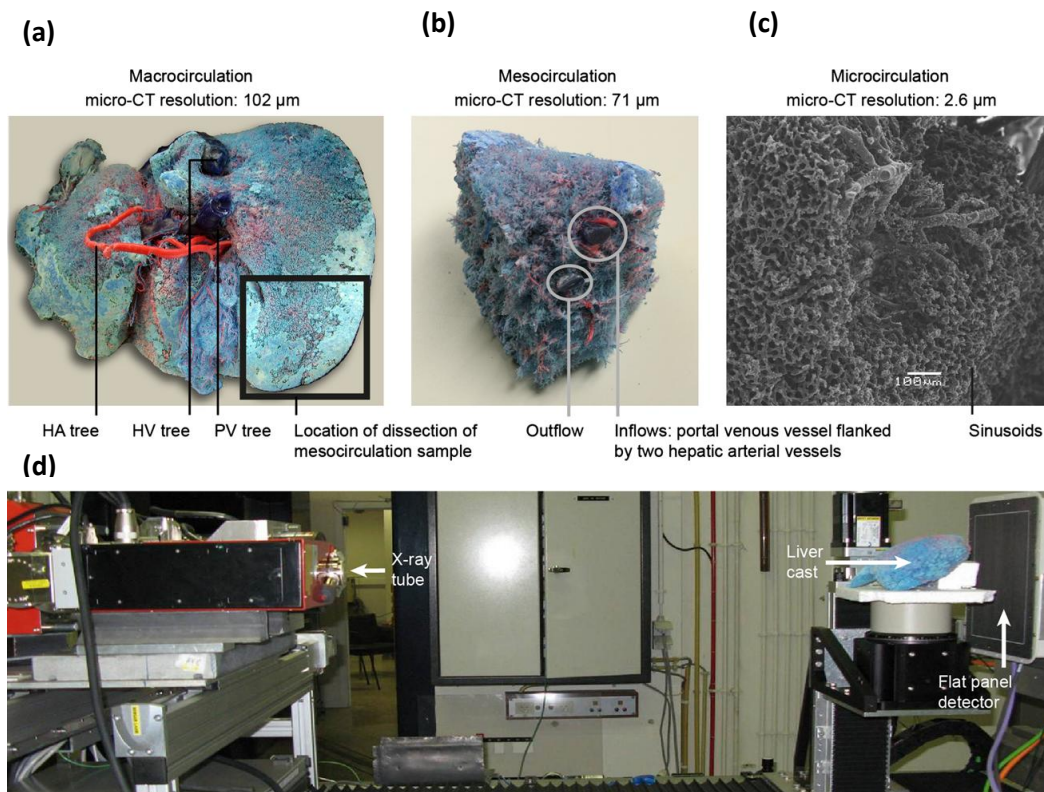 (a)
(b)
(c)
Macrocirculation
micro-CT resolution: 102 µm
Mesocirculation
micro-CT resolution: 71 µm
Microcirculation
micro-CT resolution: 2.6 µm
100µm
HA tree
HV tree
PV tree
Location of dissection of
mesocirculation sample
Outflow
Inflows: portal venous vessel flanked
by two hepatic arterial vessels
Sinusoids
(d)
X-ray
tube
Liver
cast
Flat panel
detector